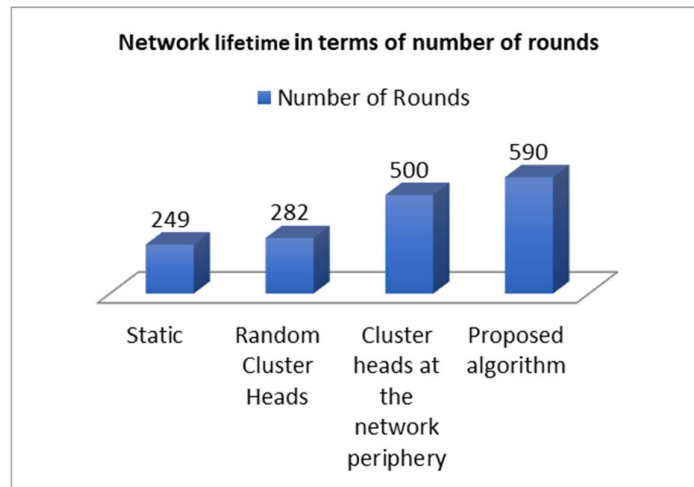 Network lifetime in terms of number of rounds
Number of Rounds
249
282
500
590
Static
Random
Cluster
Heads
Cluster
heads at
the
network
periphery
Proposed
algorithm